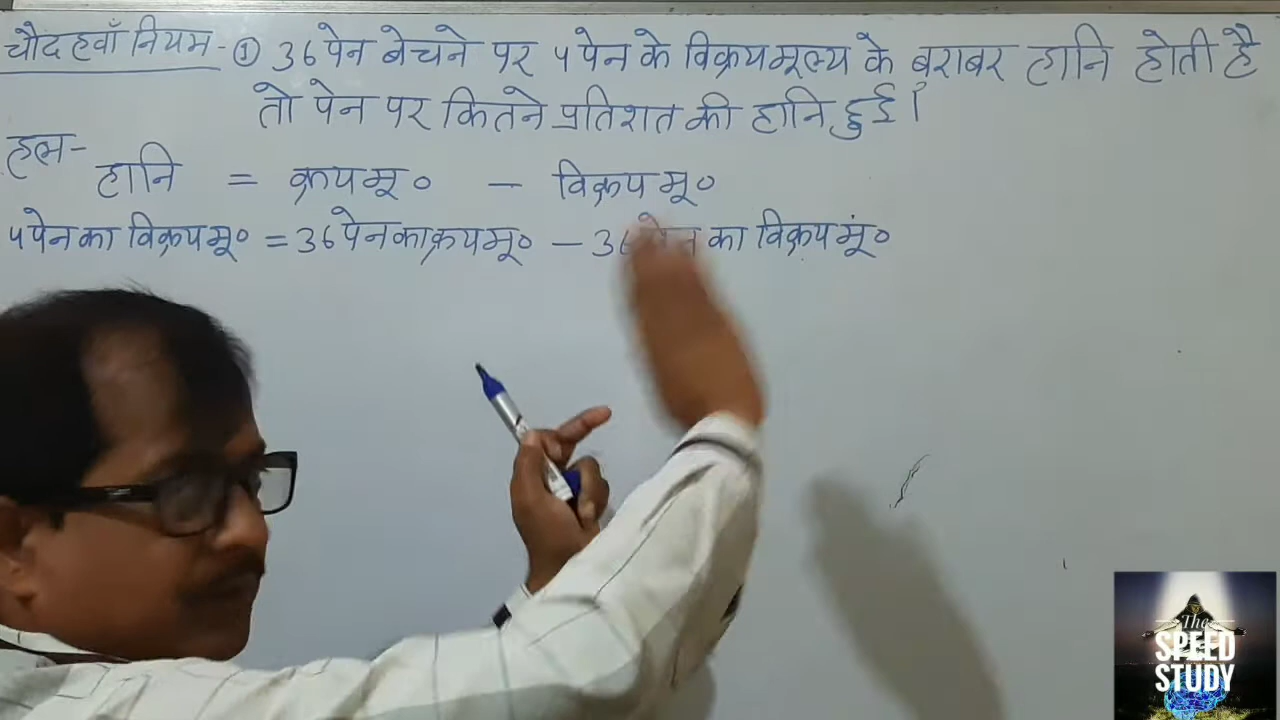 चौदहवाँ नियम - ① 36 पेन बेचने पर 4 पेन के विक्रयमूल्य के बराबर हानि होती है
तो पेन पर कितने प्रतिशत की हानि हुई।
हल-
हानि = क्रयमू० - विक्रयमू०
4 पेन का विक्रयमू० = 36 पेन का क्रयमू० - 36 पेन का विक्रयमूं०
The
SPEED
STUDY